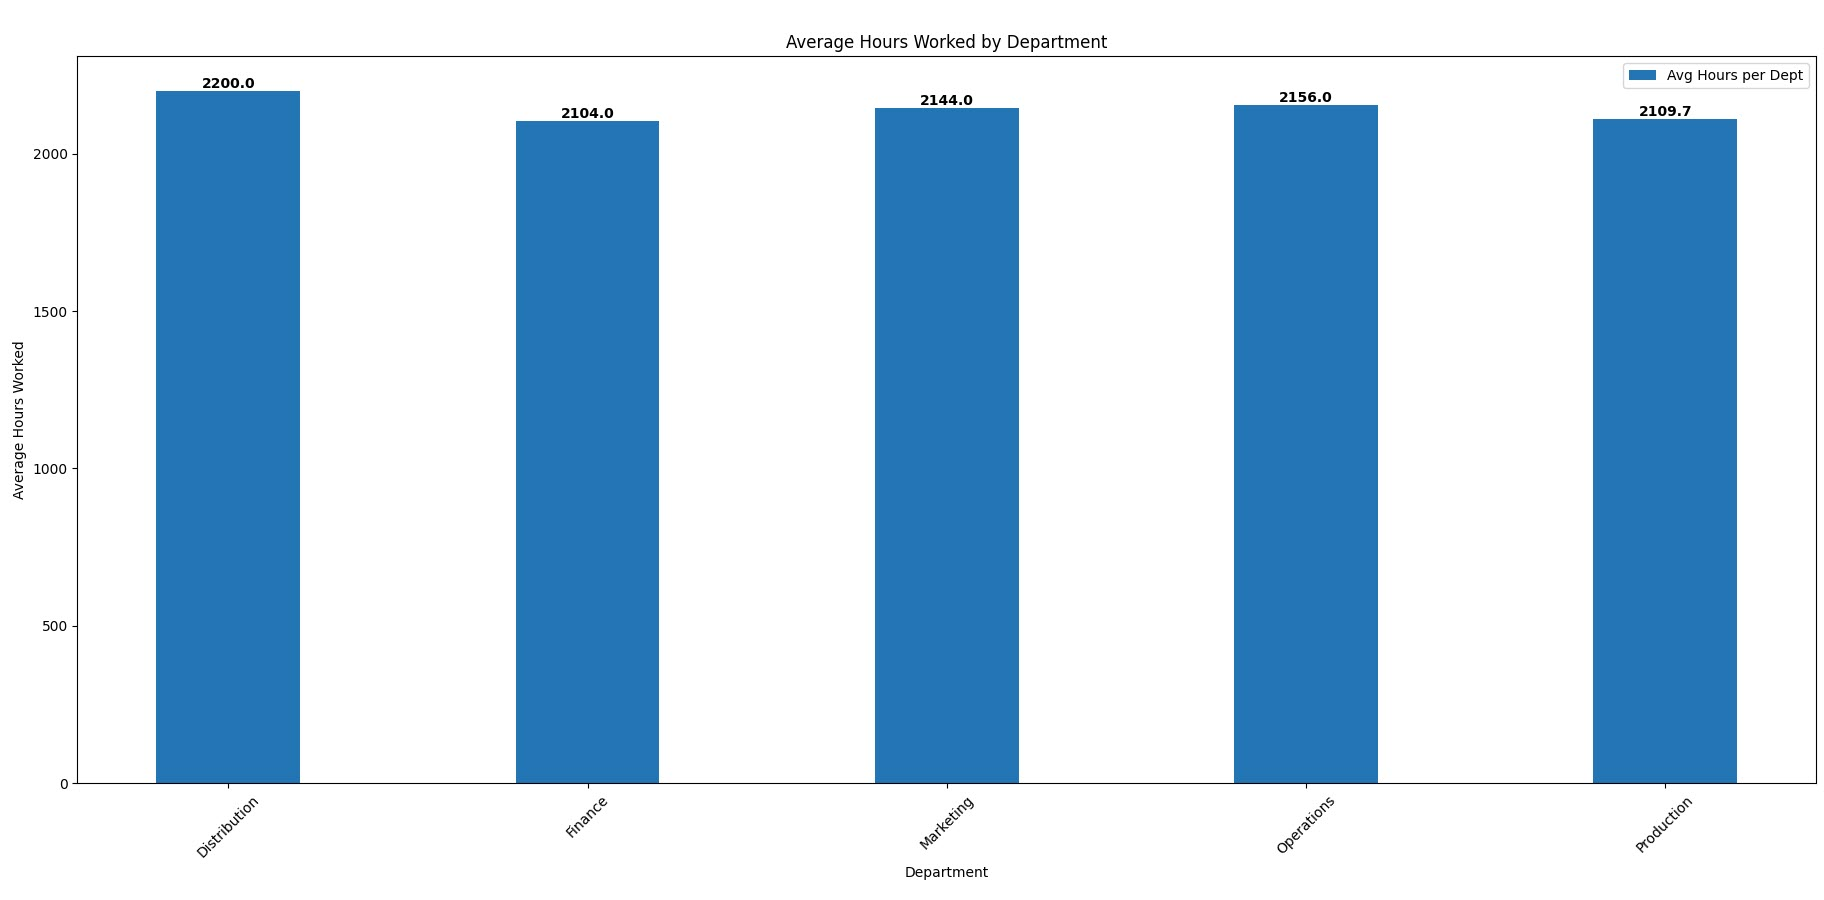 Average Hours Worked by Department
Avg Hours per Dept
2200.0
2104.0
2144.0
2156.0
2109.7
2000
1500
1000
500
0
Average Hours Worked
Distribution
Finance
Marketing
Operations
Production
Department